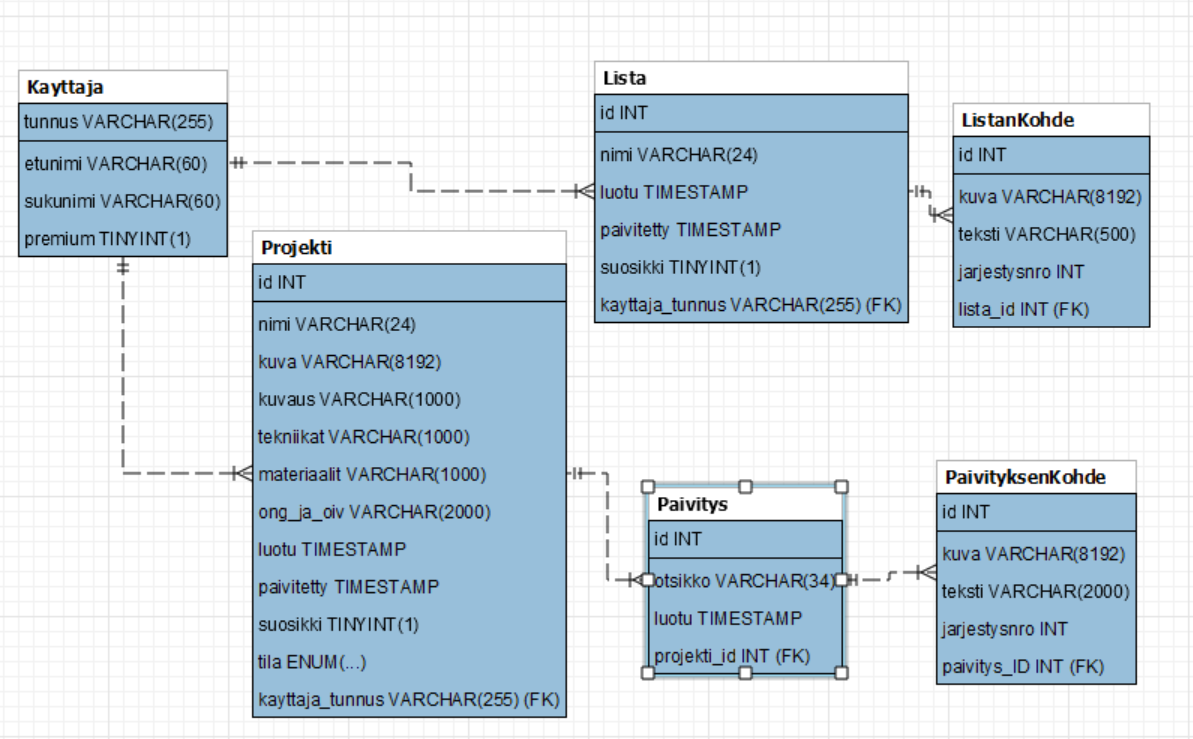 Kayttaja
tunnus VARCHAR(255)
etunimi VARCHAR(60)
sukunimi VARCHAR(60)
premium TINYINT(1)
Lista
id INT
nimi VARCHAR(24)
luotu TIMESTAMP
paivitetty TIMESTAMP
suosikki TINYINT(1)
kayttaja_tunnus VARCHAR(255) (FK)
ListanKohde
id INT
kuva VARCHAR(8192)
teksti VARCHAR(500)
jarjestysnro INT
lista_id INT (FK)
Projekti
id INT
nimi VARCHAR(24)
kuva VARCHAR(8192)
kuvaus VARCHAR(1000)
tekniikat VARCHAR(1000)
materiaalit VARCHAR(1000)
ong_ja_oiv VARCHAR(2000)
luotu TIMESTAMP
paivitetty TIMESTAMP
suosikki TINYINT(1)
tila ENUM(...)
kayttaja_tunnus VARCHAR(255) (FK)
Paivitys
id INT
otsikko VARCHAR(34)
luotu TIMESTAMP
projekti_id INT (FK)
PaivityksenKohde
id INT
kuva VARCHAR(8192)
teksti VARCHAR(2000)
jarjestysnro INT
paivitys_ID INT (FK)